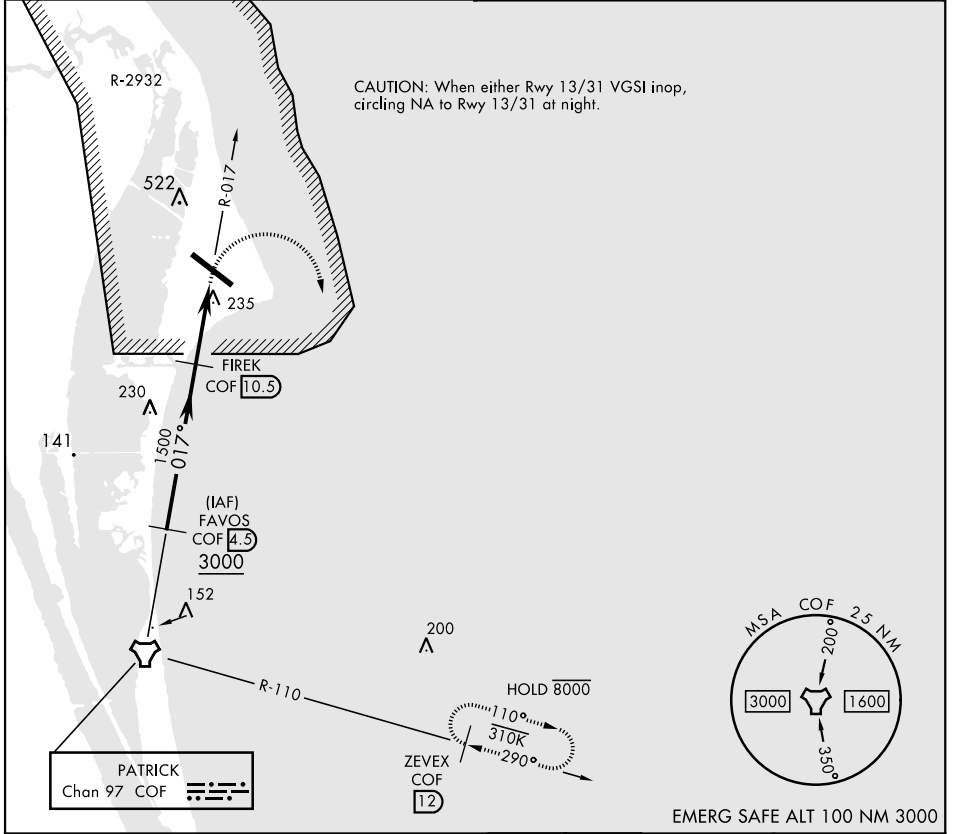 R-2932
CAUTION: When either Rwy 13/31 VGSI inop,
circling NA to Rwy 13/31 at night.
522
R-017
235
FIREK
COF 10.5
230
141
1500
017°
(IAF)
FAVOS
COF 4.5
3000
152
200
R-110
HOLD 8000
110°
310K
290°
ZEVEX
COF
12
PATRICK
Chan 97 COF
MSA COF 25 NM
200°
3000
1600
350°
EMERG SAFE ALT 100 NM 3000